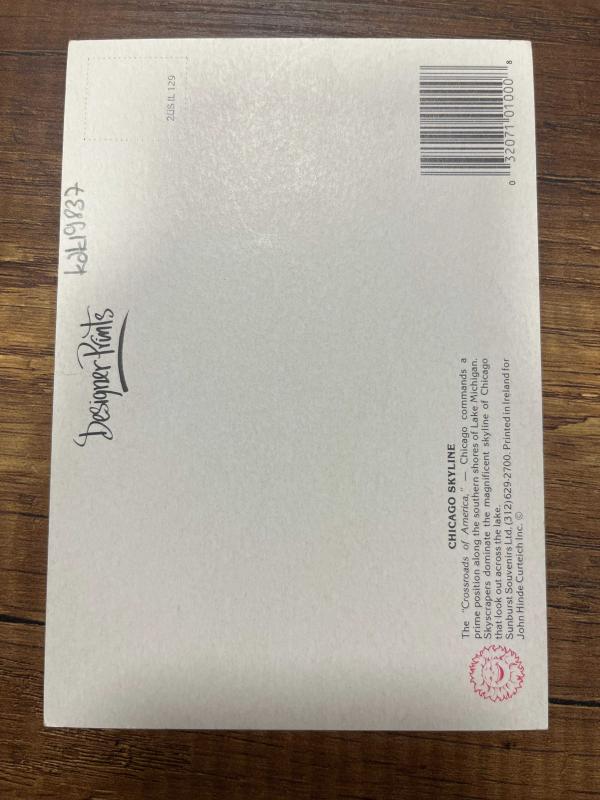 Designer Prints
kak19837
2US IL 129
CHICAGO SKYLINE
The "Crossroads of America," — Chicago commands a
prime position along the southern shores of Lake Michigan.
Skyscrapers dominate the magnificent skyline of Chicago
that look out across the lake.
Sunburst Souvenirs Ltd. (312) 629-2700. Printed in Ireland for
John Hinde Curteich Inc. ©
0 32071 01000 8